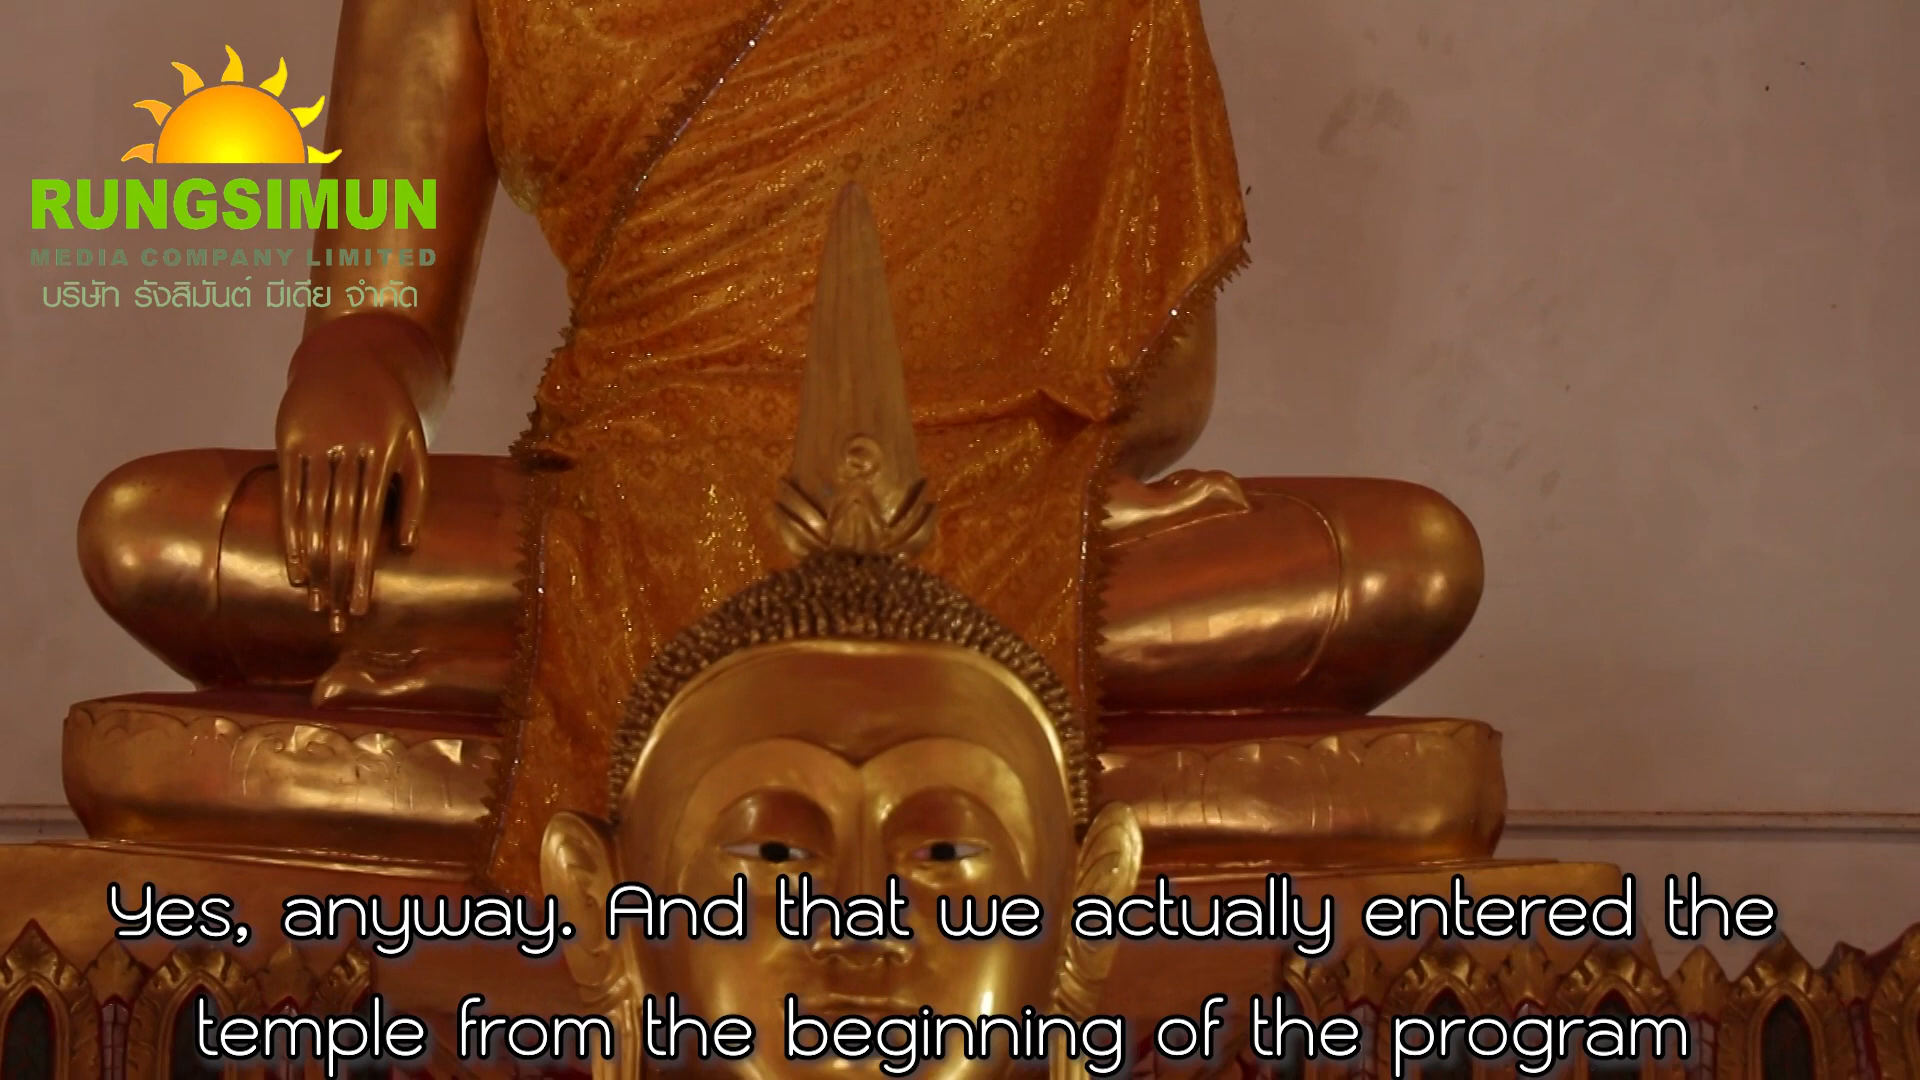 RUNGSIMUN
MEDIA COMPANY LIMITED
บริษัท รังสิมันต์ มีเดีย จำกัด
Yes, anyway. And that we actually entered the
temple from the beginning of the program